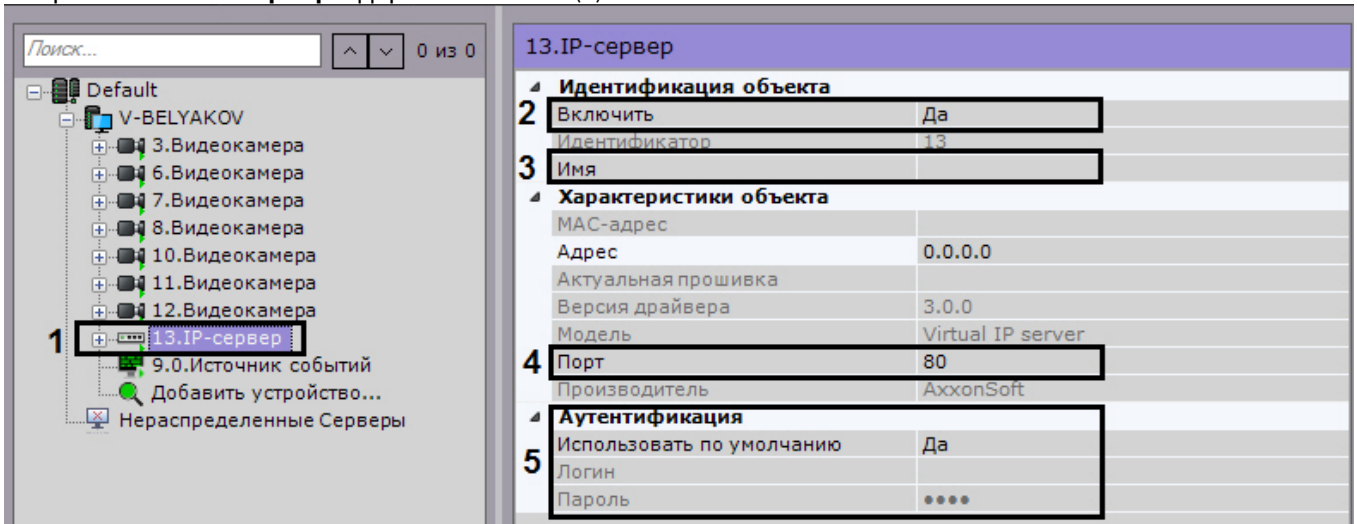 Поиск...
0 из 0
Default
V-BELYAKOV
3.Видеокамера
6.Видеокамера
7.Видеокамера
8.Видеокамера
10.Видеокамера
11.Видеокамера
12.Видеокамера
1 13.IP-сервер
9.0.Источник событий
Добавить устройство...
Нераспределенные Серверы
13.IP-сервер
Идентификация объекта
2 Включить Да
Идентификатор 13
3 Имя
Характеристики объекта
MAC-адрес
Адрес 0.0.0.0
Актуальная прошивка
Версия драйвера 3.0.0
Модель Virtual IP server
4 Порт 80
Производитель AxxonSoft
Аутентификация
Использовать по умолчанию Да
5 Логин
Пароль ••••